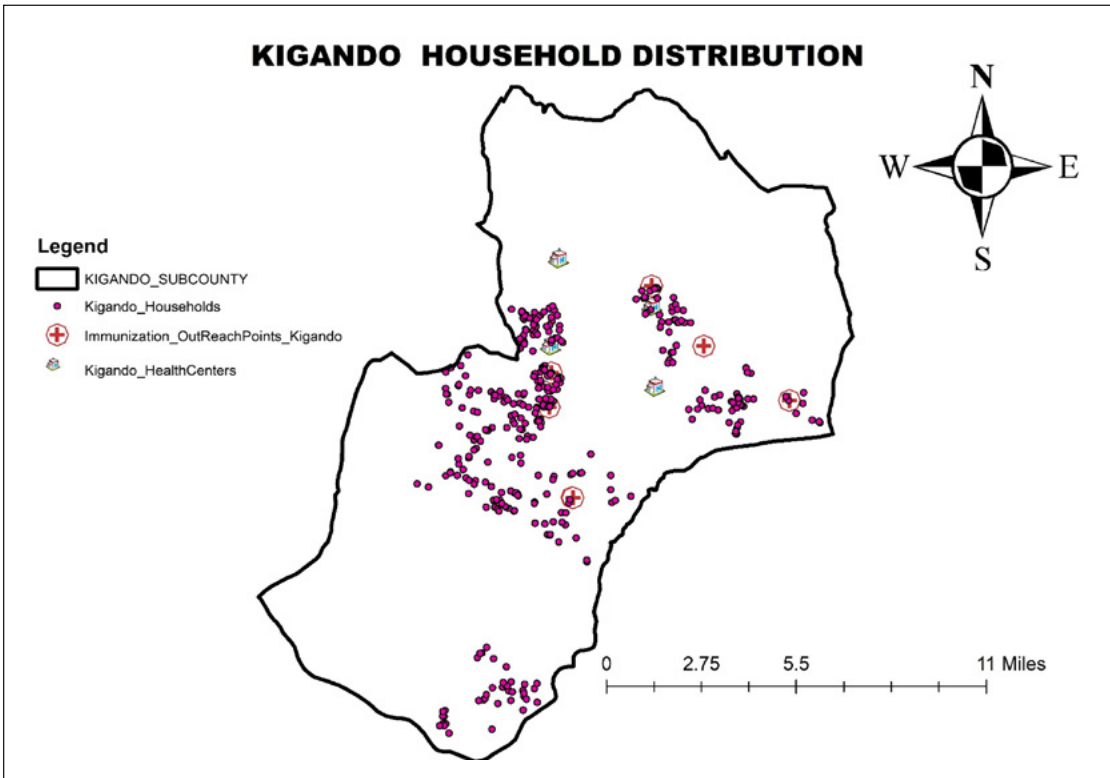 KIGANDO HOUSEHOLD DISTRIBUTION
N
W E
S
Legend
KIGANDO_SUBCOUNTY
Kigando_Households
Immunization_OutReachPoints_Kigando
Kigando_HealthCenters
0 2.75 5.5 11 Miles